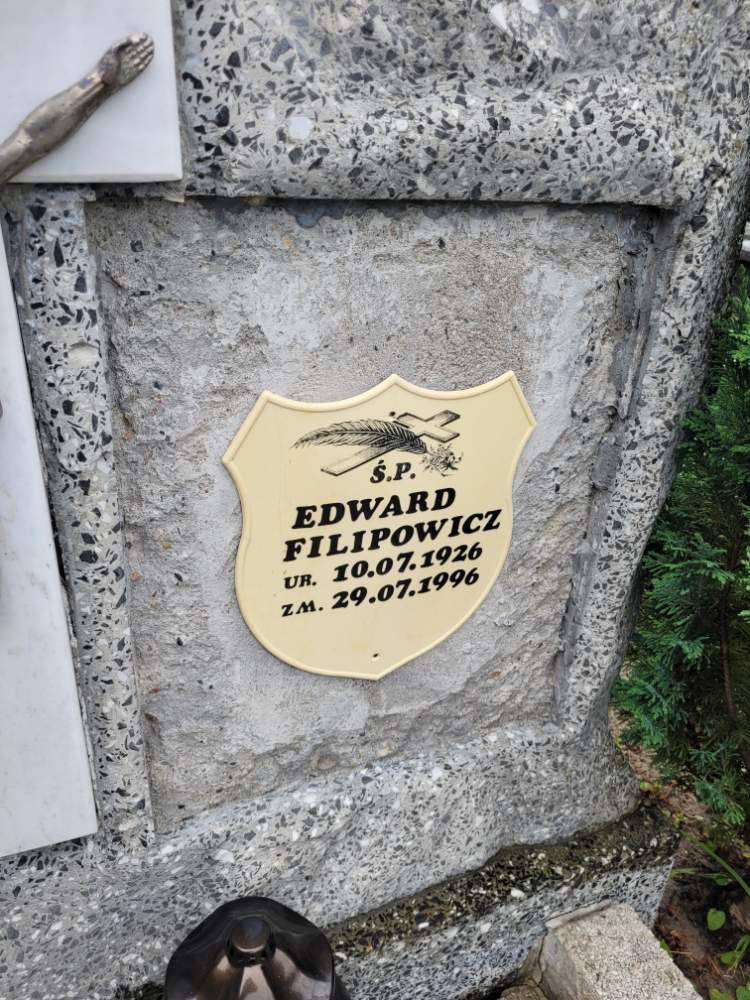 Ś.P.
EDWARD
FILIPOWICZ
UR. 10.07.1926
ZM. 29.07.1996